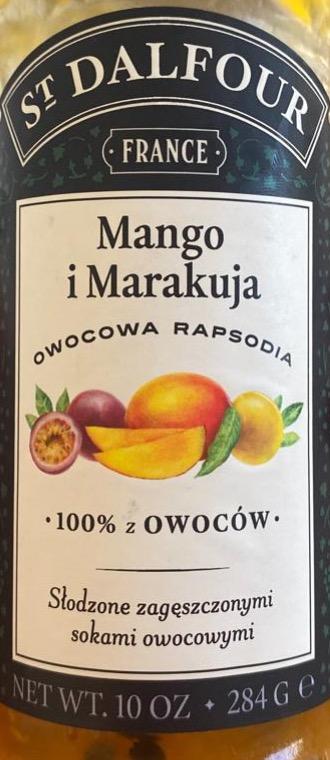 ST DALFOUR
· FRANCE ·
Mango
i Marakuja
OWOCOWA RAPSODIA
· 100% z OWOCÓW ·
Słodzone zagęszczonymi
sokami owocowymi
NET WT. 10 OZ ✦ 284 G ℮